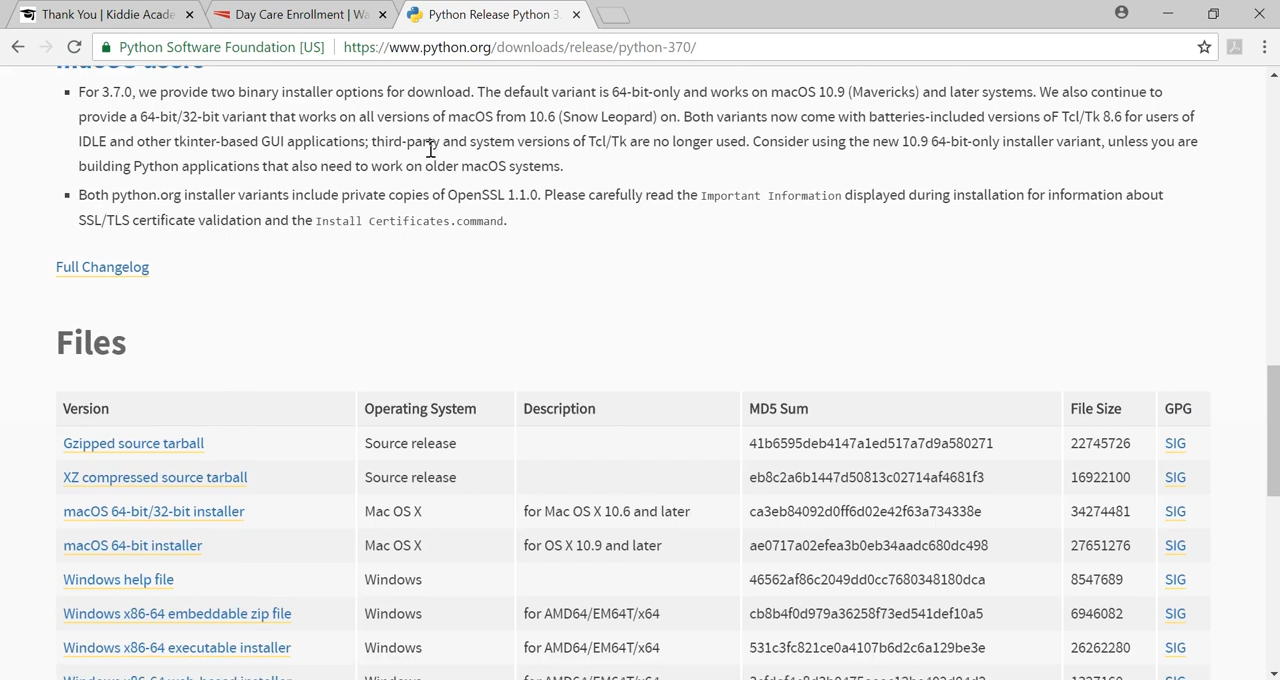 Thank You | Kiddie Acade
Day Care Enrollment | Wa
Python Release Python 3.
Python Software Foundation [US]
https://www.python.org/downloads/release/python-370/
macOS users
For 3.7.0, we provide two binary installer options for download. The default variant is 64-bit-only and works on macOS 10.9 (Mavericks) and later systems. We also continue to
provide a 64-bit/32-bit variant that works on all versions of macOS from 10.6 (Snow Leopard) on. Both variants now come with batteries-included versions oF Tcl/Tk 8.6 for users of
IDLE and other tkinter-based GUI applications; third-party and system versions of Tcl/Tk are no longer used. Consider using the new 10.9 64-bit-only installer variant, unless you are
building Python applications that also need to work on older macOS systems.
Both python.org installer variants include private copies of OpenSSL 1.1.0. Please carefully read the Important Information displayed during installation for information about
SSL/TLS certificate validation and the Install Certificates.command.
Full Changelog
Files
Version Operating System Description MD5 Sum File Size GPG
Gzipped source tarball Source release 41b6595deb4147a1ed517a7d9a580271 22745726 SIG
XZ compressed source tarball Source release eb8c2a6b1447d50813c02714af4681f3 16922100 SIG
macOS 64-bit/32-bit installer Mac OS X for Mac OS X 10.6 and later ca3eb84092d0ff6d02e42f63a734338e 34274481 SIG
macOS 64-bit installer Mac OS X for OS X 10.9 and later ae0717a02efea3b0eb34aadc680dc498 27651276 SIG
Windows help file Windows 46562af86c2049dd0cc7680348180dca 8547689 SIG
Windows x86-64 embeddable zip file Windows for AMD64/EM64T/x64 cb8b4f0d979a36258f73ed541def10a5 6946082 SIG
Windows x86-64 executable installer Windows for AMD64/EM64T/x64 531c3fc821ce0a4107b6d2c6a129be3e 26262280 SIG